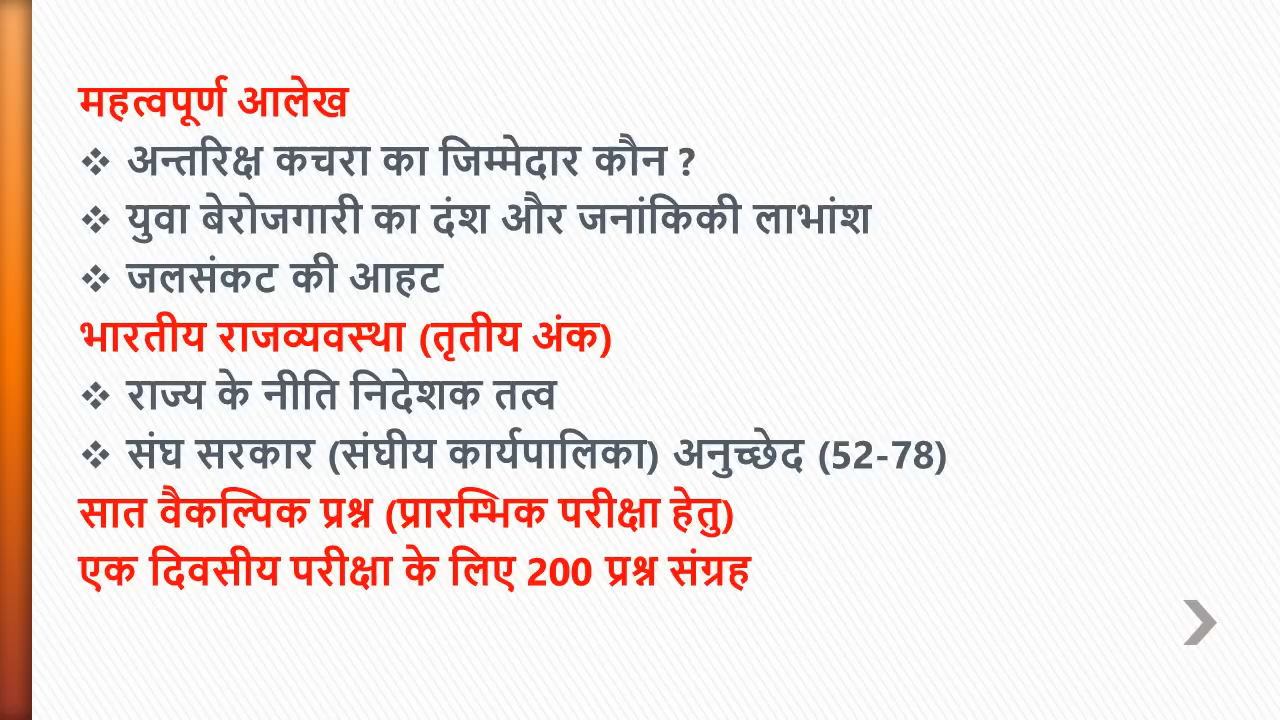 महत्वपूर्ण आलेख
❖ अन्तरिक्ष कचरा का जिम्मेदार कौन ?
❖ युवा बेरोजगारी का दंश और जनांकिकी लाभांश
❖ जलसंकट की आहट
भारतीय राजव्यवस्था (तृतीय अंक)
❖ राज्य के नीति निदेशक तत्व
❖ संघ सरकार (संघीय कार्यपालिका) अनुच्छेद (52-78)
सात वैकल्पिक प्रश्न (प्रारम्भिक परीक्षा हेतु)
एक दिवसीय परीक्षा के लिए 200 प्रश्न संग्रह